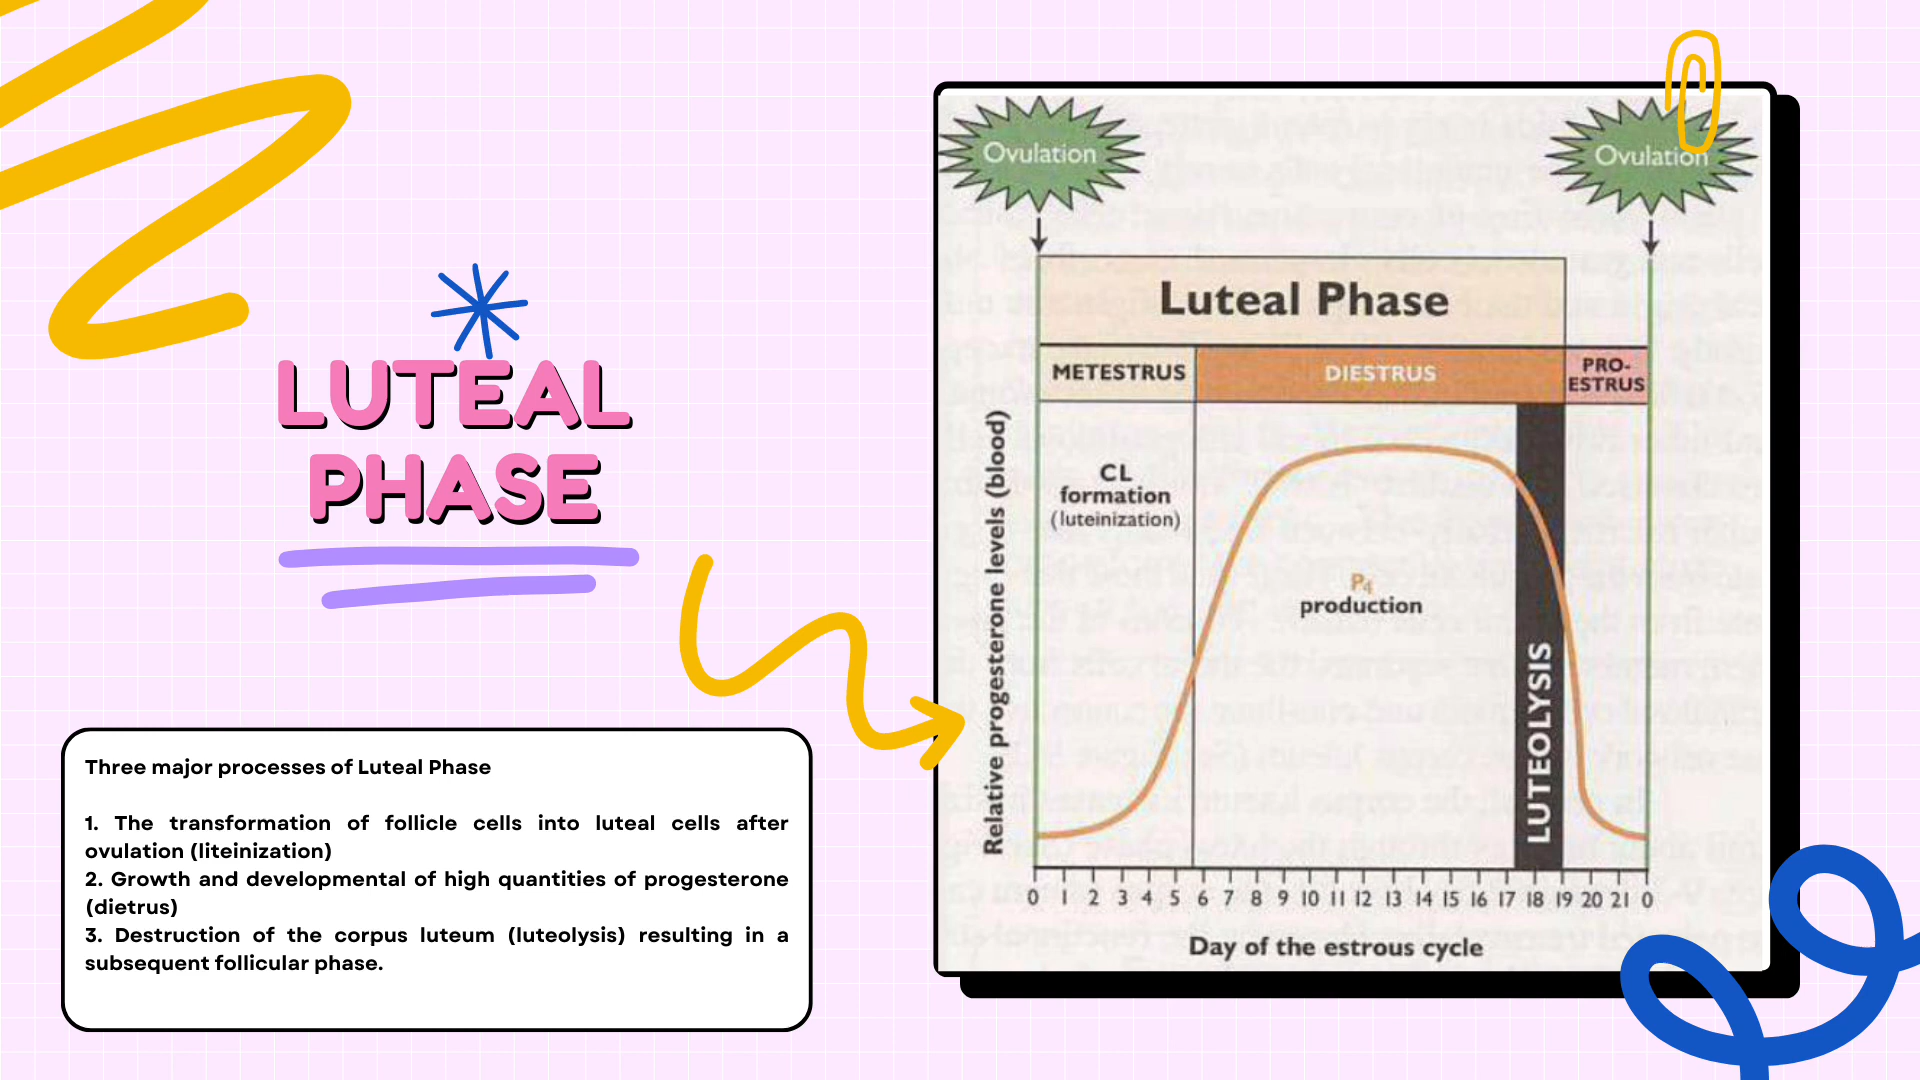 LUTEAL
PHASE
Three major processes of Luteal Phase
1. The transformation of follicle cells into luteal cells after
ovulation (liteinization)
2. Growth and developmental of high quantities of progesterone
(dietrus)
3. Destruction of the corpus luteum (luteolysis) resulting in a
subsequent follicular phase.
Ovulation
Ovulation
Luteal Phase
METESTRUS
DIESTRUS
PRO-
ESTRUS
Relative progesterone levels (blood)
CL
formation
(luteinization)
P4
production
LUTEOLYSIS
0 1 2 3 4 5 6 7 8 9 10 11 12 13 14 15 16 17 18 19 20 21 0
Day of the estrous cycle